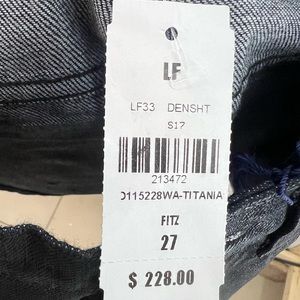 LF
LF33 DENSHT
S17
213472
D115228WA-TITANIA
FITZ
27
$ 228.00